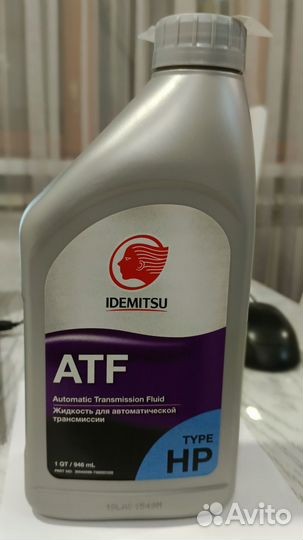 IDEMITSU
ATF
Automatic Transmission Fluid
Жидкость для автоматической
трансмиссии
TYPE
HP
1 QT / 946 mL
Avito